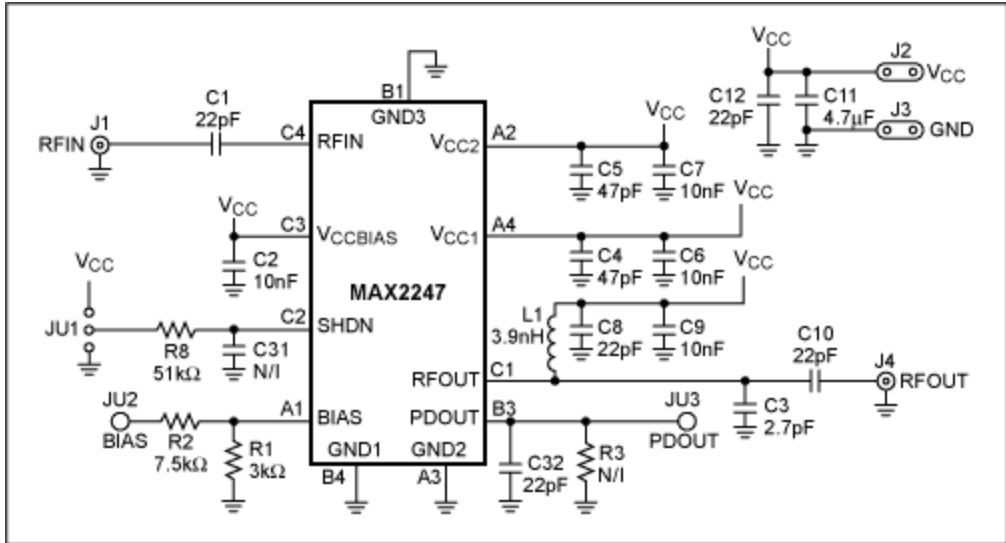 VCC
J2
VCC
C12
22pF
C11
4.7μF
J3
GND
B1
GND3
J1
RFIN
C1
22pF
C4
RFIN
VCC2
A2
VCC
C5
47pF
C7
10nF
VCC
C3
VCCBIAS
VCC1
A4
VCC
C2
10nF
C4
47pF
C6
10nF
MAX2247
VCC
JU1
R8
51kΩ
C2
SHDN
C31
N/I
L1
3.9nH
VCC
C8
22pF
C9
10nF
RFOUT
C1
C10
22pF
J4
RFOUT
C3
2.7pF
JU2
BIAS
R2
7.5kΩ
A1
BIAS
R1
3kΩ
PDOUT
B3
JU3
PDOUT
C32
22pF
R3
N/I
GND1
GND2
B4
A3